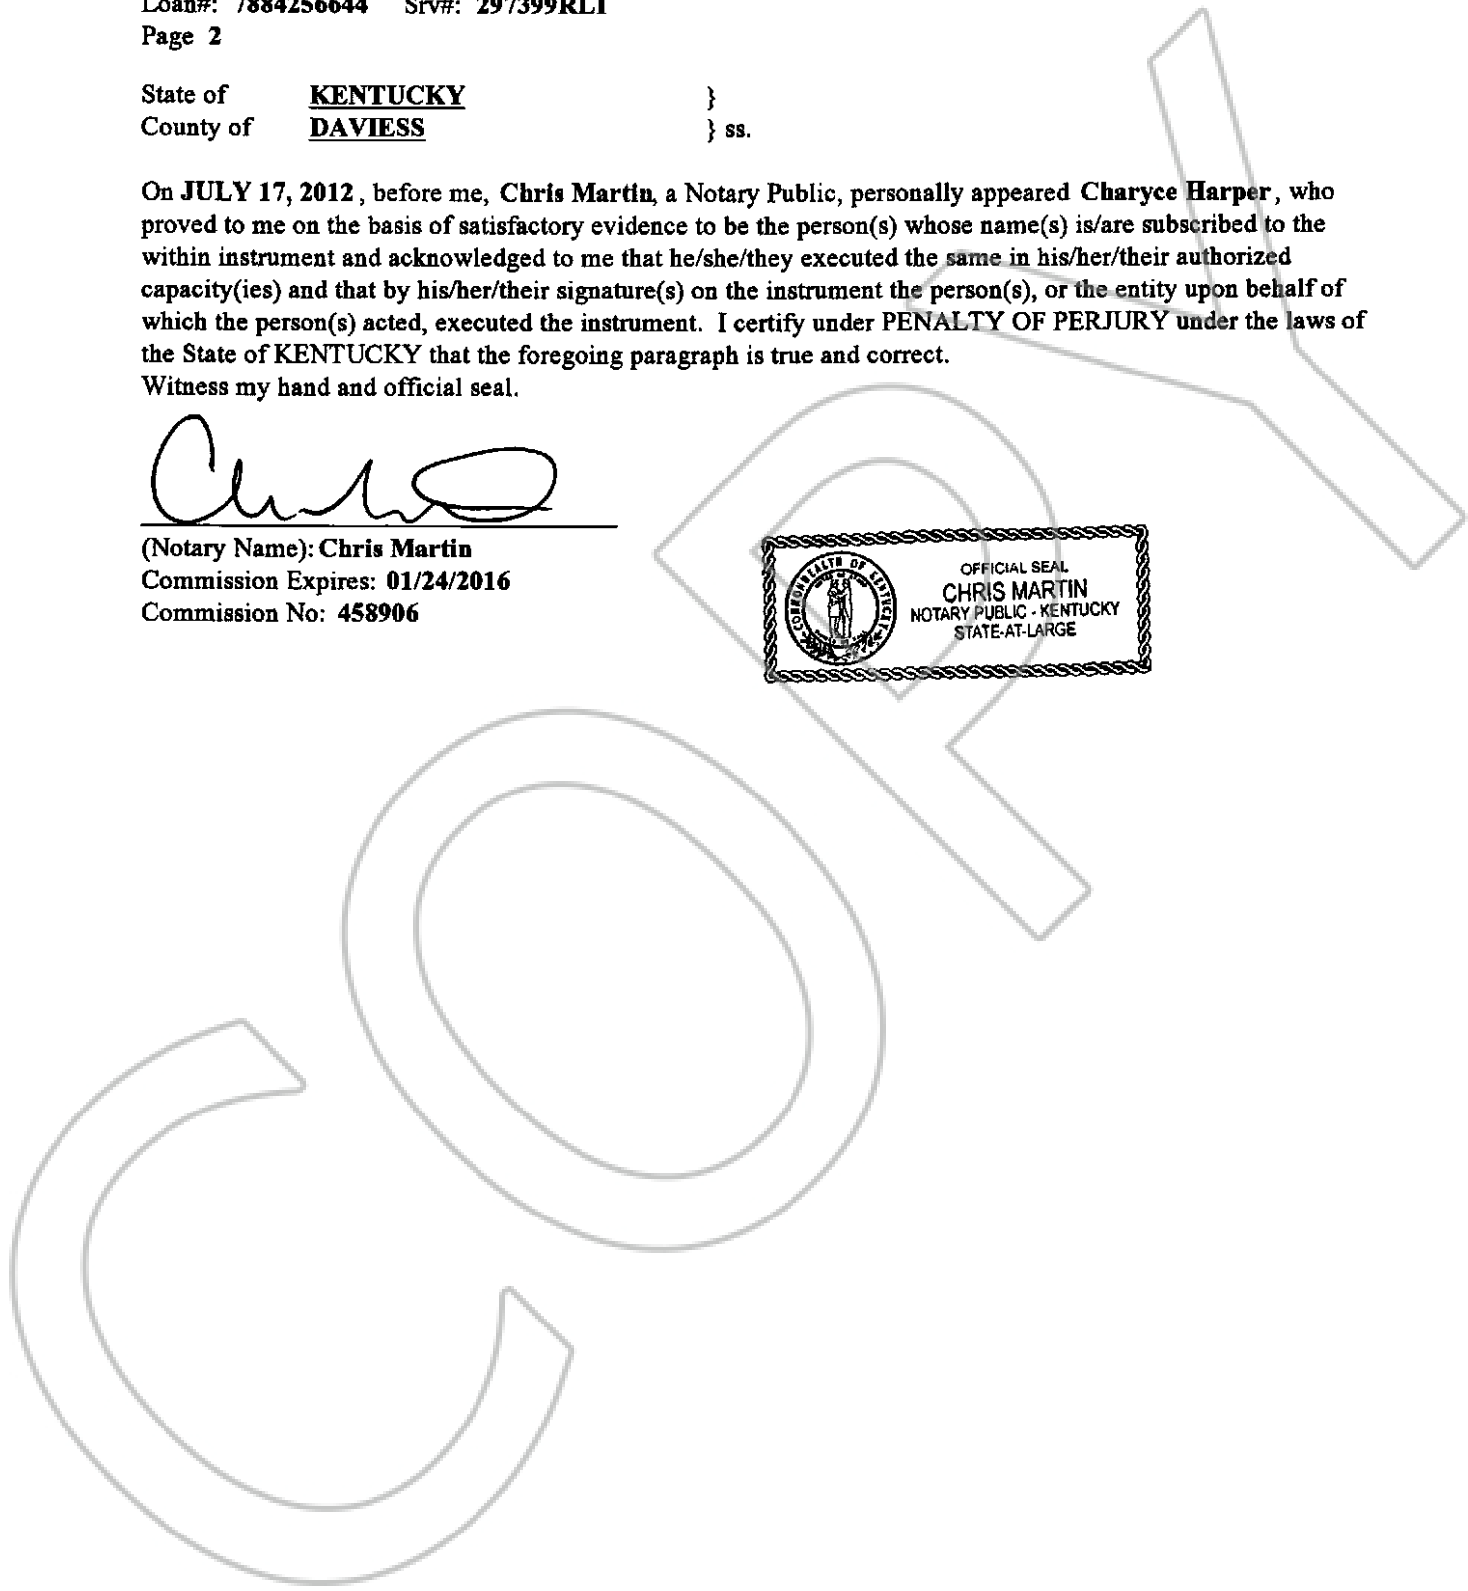 Loan#: 7884256644 Srv#: 297399RL1
Page 2
State of KENTUCKY }
County of DAVIESS } ss.
On JULY 17, 2012, before me, Chris Martin, a Notary Public, personally appeared Charyce Harper, who
proved to me on the basis of satisfactory evidence to be the person(s) whose name(s) is/are subscribed to the
within instrument and acknowledged to me that he/she/they executed the same in his/her/their authorized
capacity(ies) and that by his/her/their signature(s) on the instrument the person(s), or the entity upon behalf of
which the person(s) acted, executed the instrument. I certify under PENALTY OF PERJURY under the laws of
the State of KENTUCKY that the foregoing paragraph is true and correct.
Witness my hand and official seal.
(Notary Name): Chris Martin
Commission Expires: 01/24/2016
Commission No: 458906
COMMONWEALTH OF KENTUCKY
OFFICIAL SEAL
CHRIS MARTIN
NOTARY PUBLIC - KENTUCKY
STATE-AT-LARGE
COPY